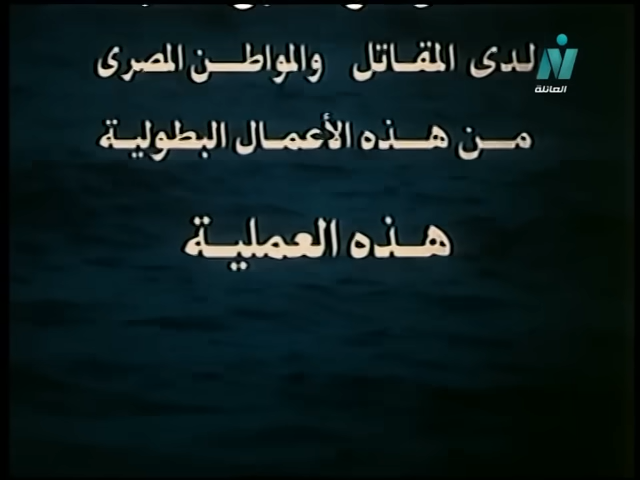 لدى المقاتل والمواطن المصرى
من هذه الأعمال البطولية
هذه العملية
العائلة